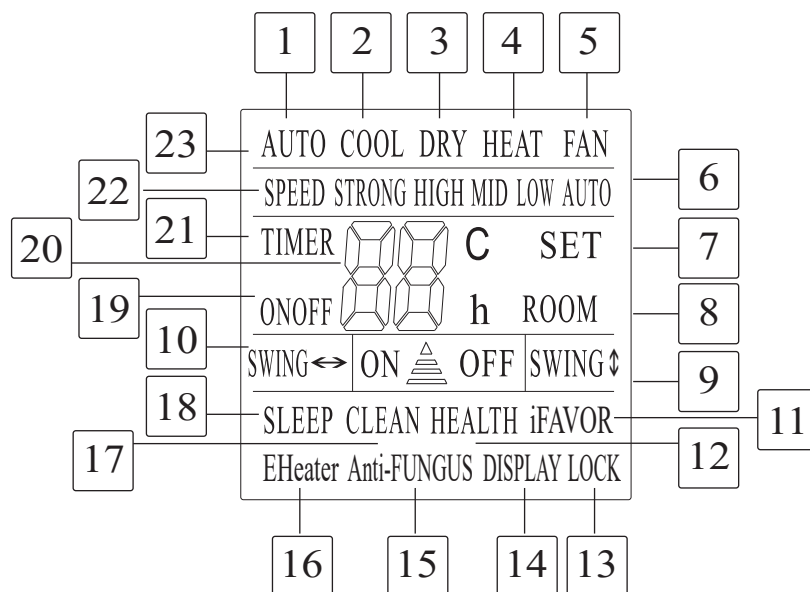 1 2 3 4 5
23 AUTO COOL DRY HEAT FAN
22 SPEED STRONG HIGH MID LOW AUTO 6
21 TIMER 88 C SET 7
20
19 ONOFF h ROOM 8
10 SWING ↔ ON OFF SWING ↕ 9
18 SLEEP CLEAN HEALTH iFAVOR 11
17 EHeater Anti-FUNGUS DISPLAY LOCK 12
16 15 14 13